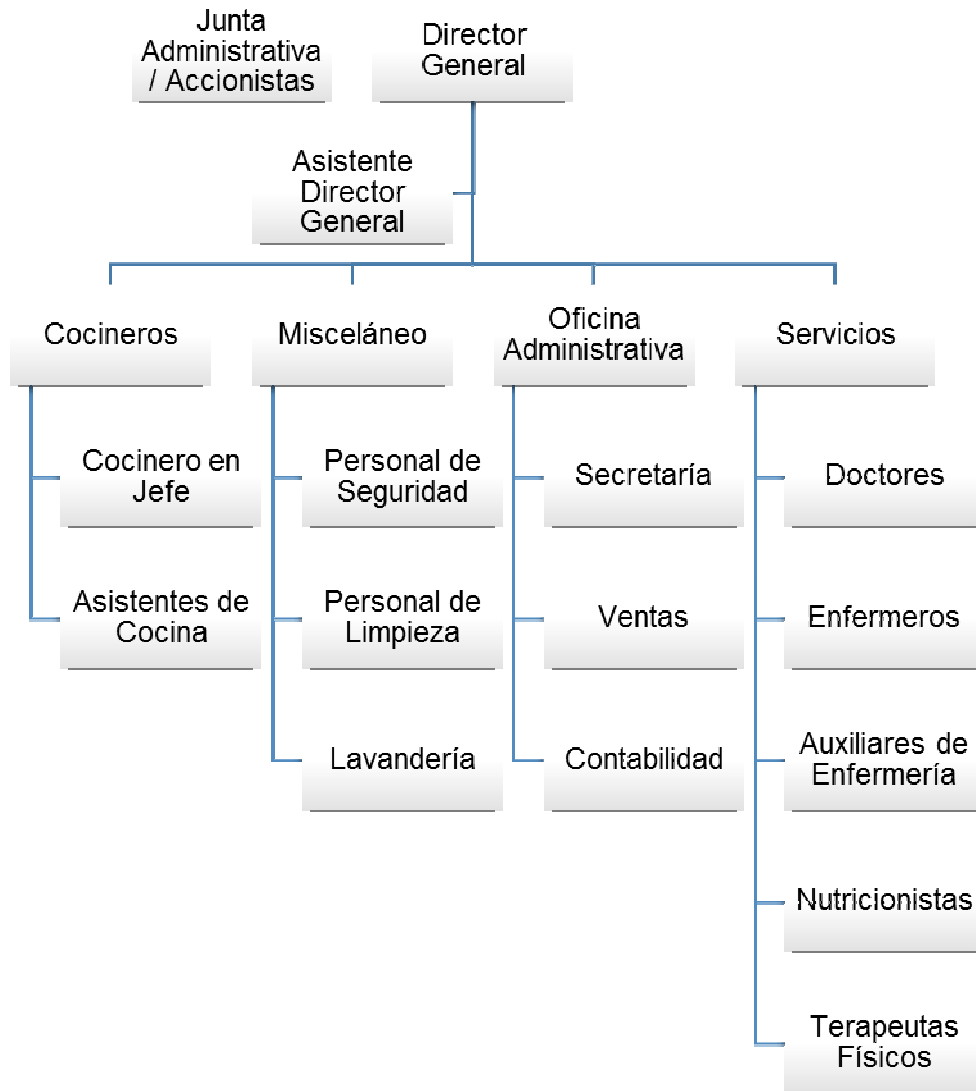 Junta
Administrativa
/ Accionistas
Director
General
Asistente
Director
General
Cocineros
Misceláneo
Oficina
Administrativa
Servicios
Cocinero en
Jefe
Personal de
Seguridad
Secretaría
Doctores
Asistentes de
Cocina
Personal de
Limpieza
Ventas
Enfermeros
Lavandería
Contabilidad
Auxiliares de
Enfermería
Nutricionistas
Terapeutas
Físicos